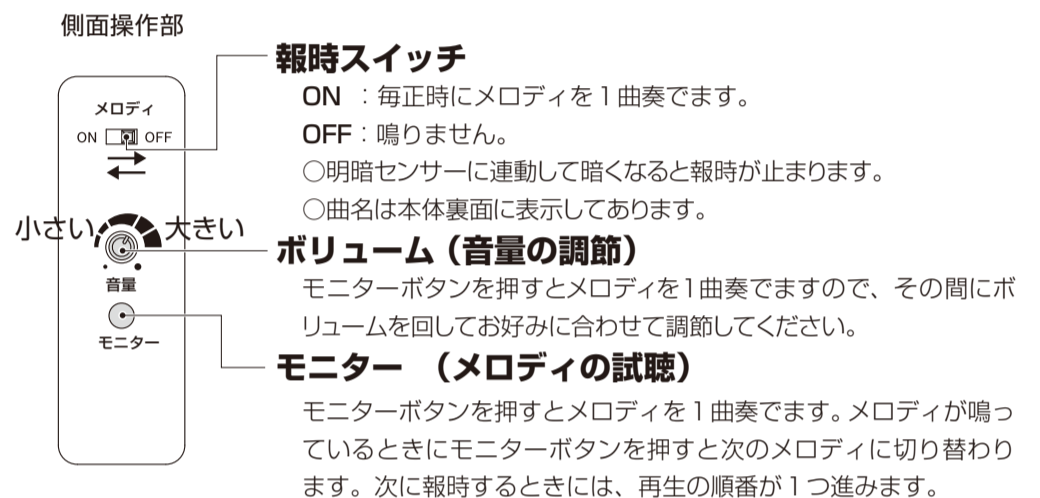 側面操作部
メロディ
ON OFF
小さい 大きい
音量
モニター
報時スイッチ
ON ：毎正時にメロディを1曲奏でます。
OFF：鳴りません。
○明暗センサーに連動して暗くなると報時が止まります。
○曲名は本体裏面に表示してあります。
ボリューム（音量の調節）
モニターボタンを押すとメロディを1曲奏でますので、その間にボ
リュームを回してお好みに合わせて調節してください。
モニター （メロディの試聴）
モニターボタンを押すとメロディを1曲奏でます。メロディが鳴っ
ているときにモニターボタンを押すと次のメロディに切り替わり
ます。次に報時するときには、再生の順番が1つ進みます。